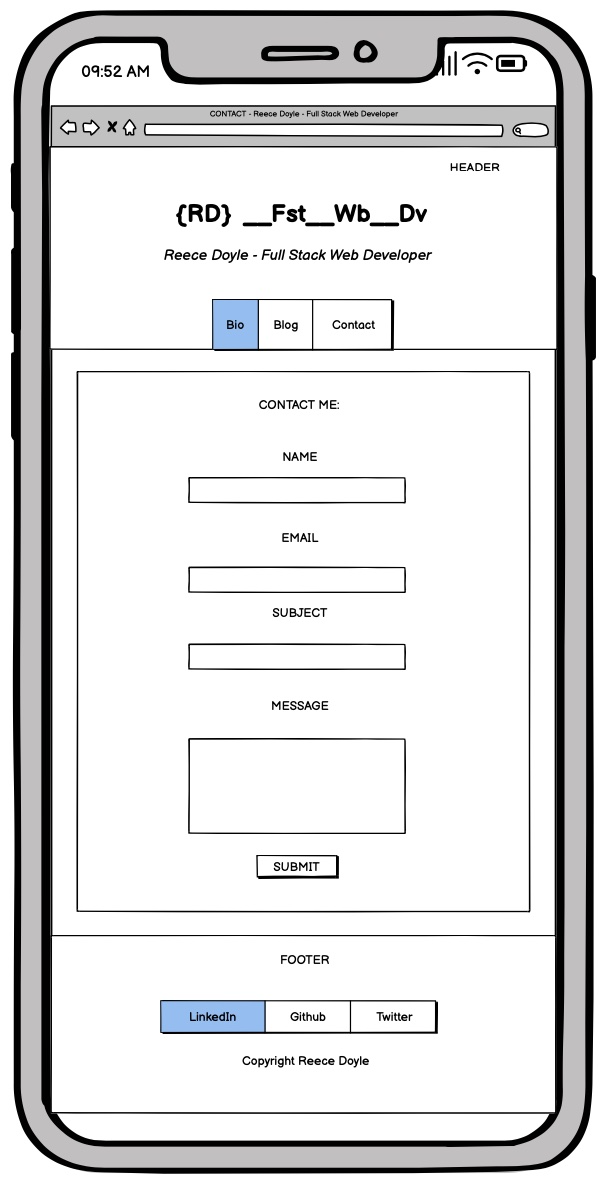 09:52 AM
CONTACT - Reece Doyle - Full Stack Web Developer
HEADER
{RD} __Fst__Wb__Dv
Reece Doyle - Full Stack Web Developer
Bio Blog Contact
CONTACT ME:
NAME
EMAIL
SUBJECT
MESSAGE
SUBMIT
FOOTER
LinkedIn Github Twitter
Copyright Reece Doyle